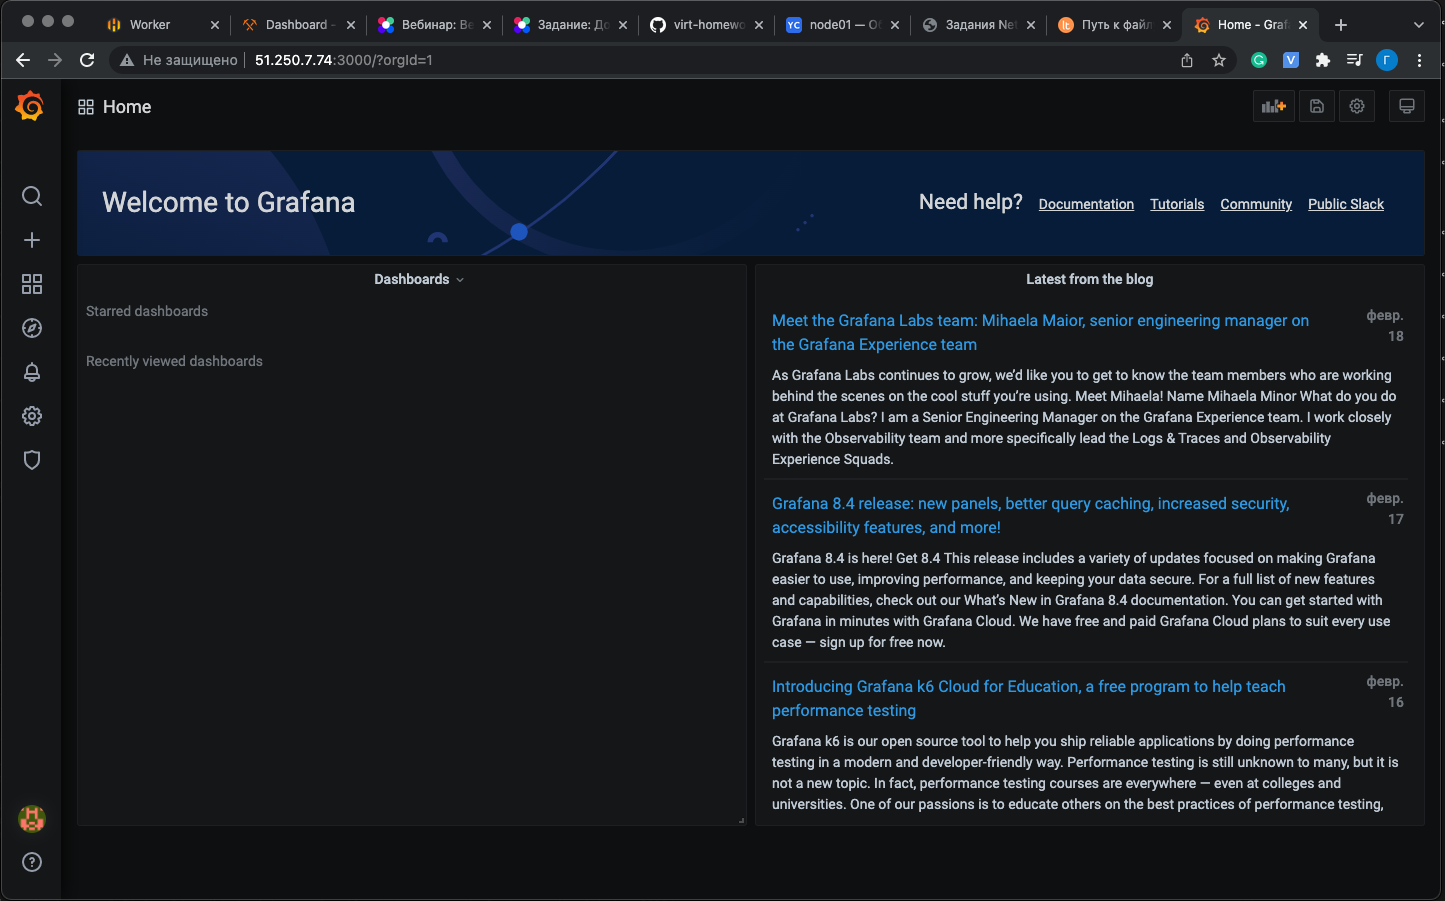 Worker
Dashboard -
Вебинар: Ве
Задание: До
virt-homewo
node01 — Об
Задания Net
Путь к файл
Home - Graf
Не защищено
51.250.7.74:3000/?orgId=1
Home
Welcome to Grafana
Need help? Documentation Tutorials Community Public Slack
Dashboards
Starred dashboards
Recently viewed dashboards
Latest from the blog
Meet the Grafana Labs team: Mihaela Maior, senior engineering manager on
the Grafana Experience team
февр.
18
As Grafana Labs continues to grow, we’d like you to get to know the team members who are working
behind the scenes on the cool stuff you’re using. Meet Mihaela! Name Mihaela Minor What do you do
at Grafana Labs? I am a Senior Engineering Manager on the Grafana Experience team. I work closely
with the Observability team and more specifically lead the Logs & Traces and Observability
Experience Squads.
Grafana 8.4 release: new panels, better query caching, increased security,
accessibility features, and more!
февр.
17
Grafana 8.4 is here! Get 8.4 This release includes a variety of updates focused on making Grafana
easier to use, improving performance, and keeping your data secure. For a full list of new features
and capabilities, check out our What’s New in Grafana 8.4 documentation. You can get started with
Grafana in minutes with Grafana Cloud. We have free and paid Grafana Cloud plans to suit every use
case — sign up for free now.
Introducing Grafana k6 Cloud for Education, a free program to help teach
performance testing
февр.
16
Grafana k6 is our open source tool to help you ship reliable applications by doing performance
testing in a modern and developer-friendly way. Performance testing is still unknown to many, but it is
not a new topic. In fact, performance testing courses are everywhere — even at colleges and
universities. One of our passions is to educate others on the best practices of performance testing,